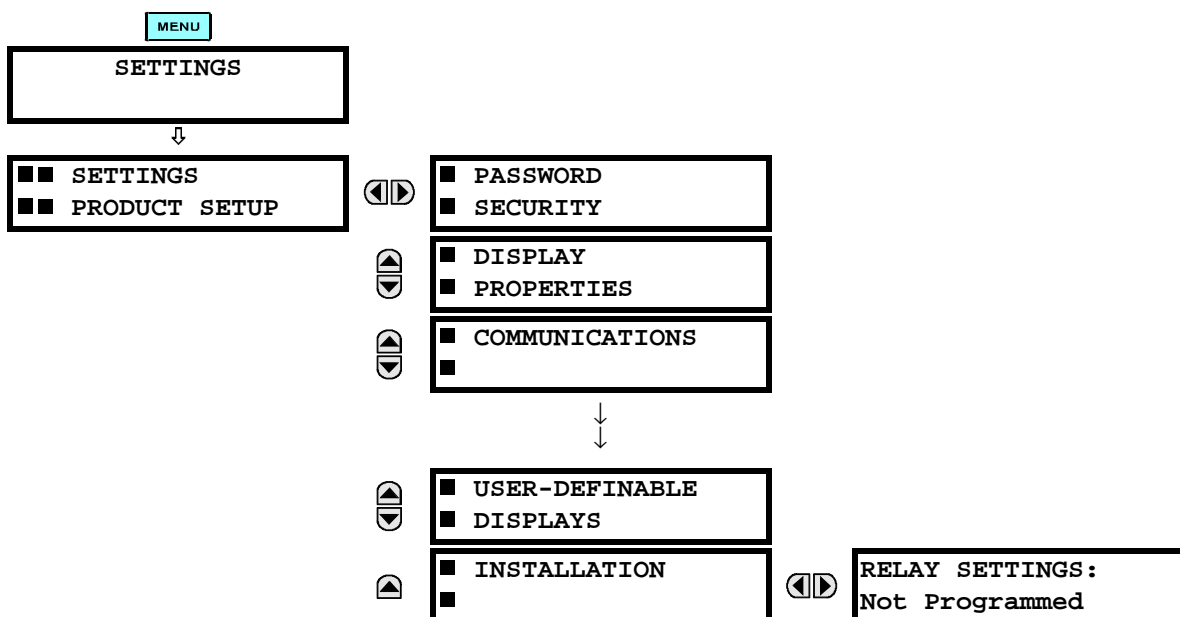 MENU
SETTINGS
SETTINGS
PRODUCT SETUP
PASSWORD
SECURITY
DISPLAY
PROPERTIES
COMMUNICATIONS
USER-DEFINABLE
DISPLAYS
INSTALLATION
RELAY SETTINGS:
Not Programmed